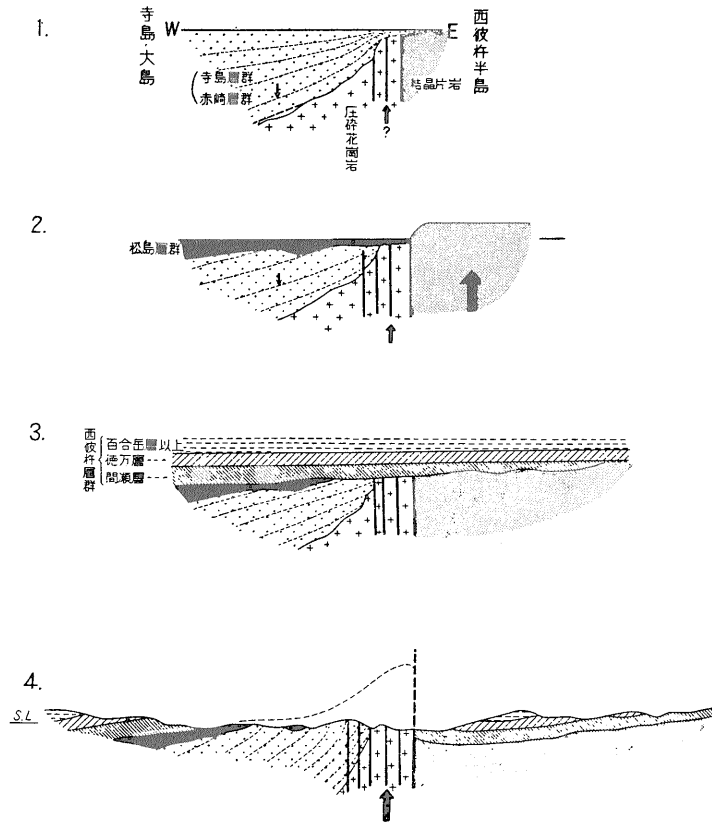 1.
寺島・大島
W
E
西彼杵半島
寺島層群
赤崎層群
圧砕花崗岩
結晶片岩
?
2.
松島層群
3.
西彼杵層群
百合岳層以上
徳万層
間瀬層
4.
S.L